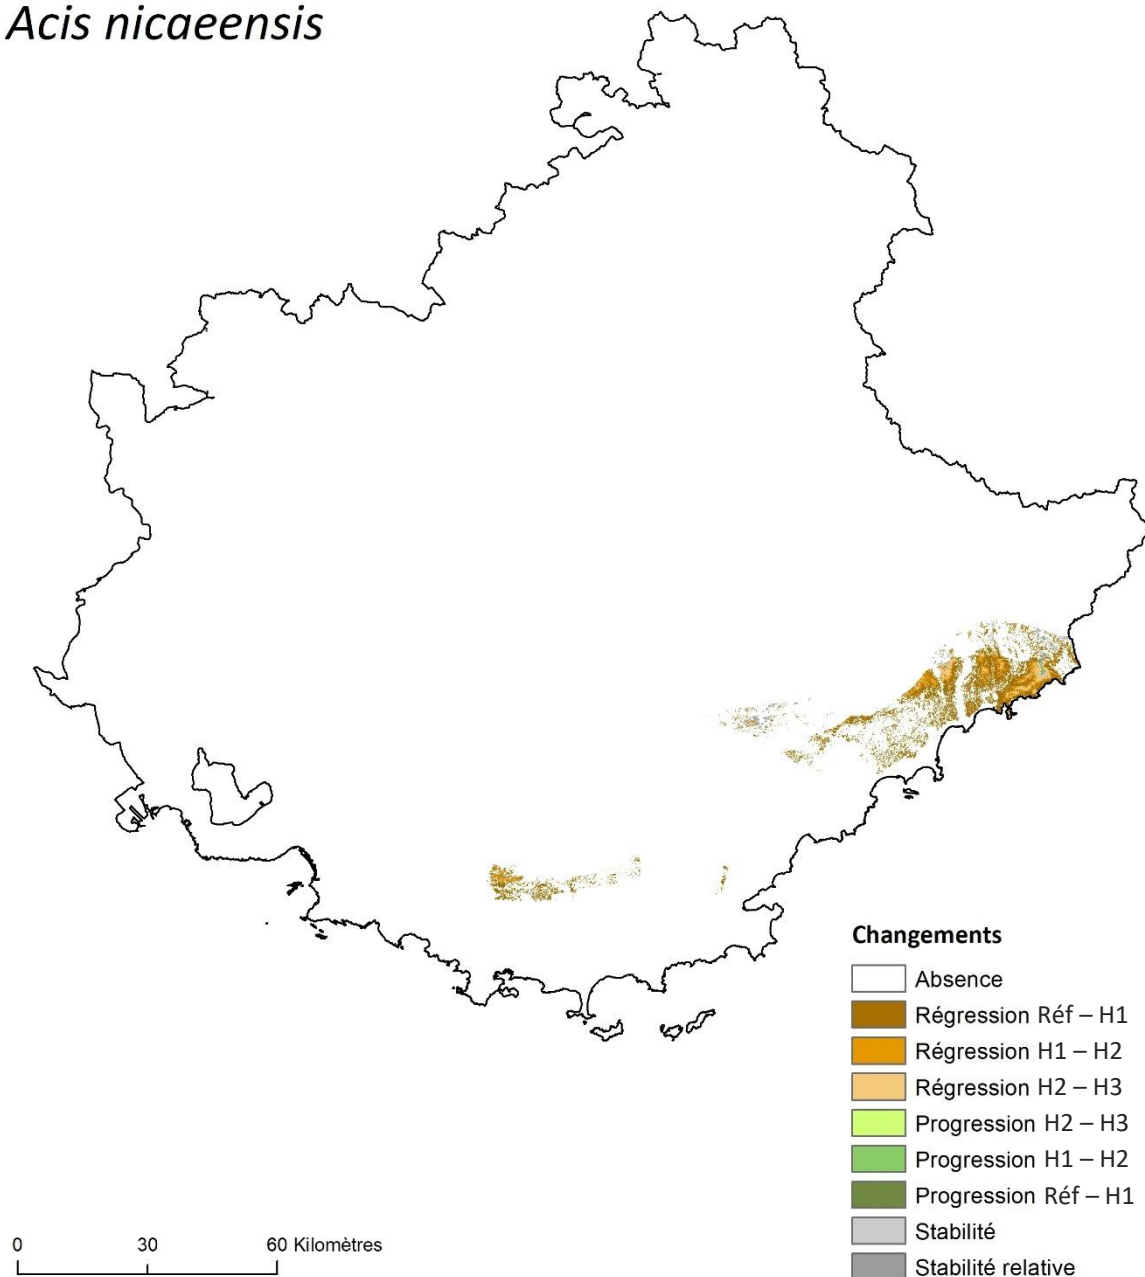 Acis nicaeensis
Changements
Absence
Régression Réf – H1
Régression H1 – H2
Régression H2 – H3
Progression H2 – H3
Progression H1 – H2
Progression Réf – H1
Stabilité
Stabilité relative
0 30 60 Kilomètres